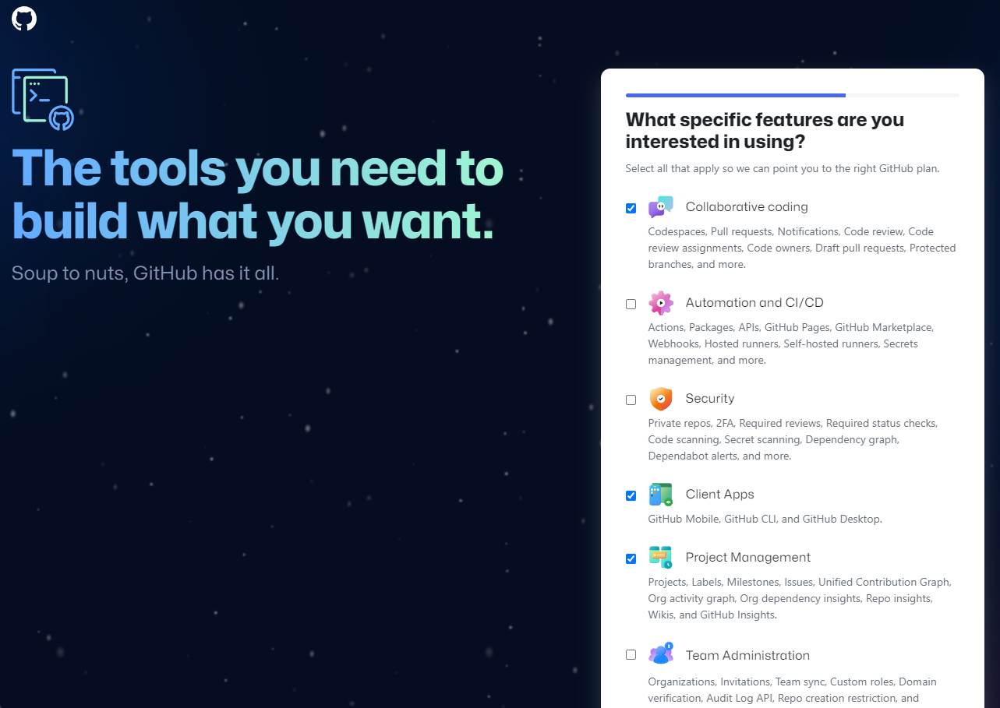 The tools you need to
build what you want.
Soup to nuts, GitHub has it all.
What specific features are you
interested in using?
Select all that apply so we can point you to the right GitHub plan.
Collaborative coding
Codespaces, Pull requests, Notifications, Code review, Code
review assignments, Code owners, Draft pull requests, Protected
branches, and more.
Automation and CI/CD
Actions, Packages, APIs, GitHub Pages, GitHub Marketplace,
Webhooks, Hosted runners, Self-hosted runners, Secrets
management, and more.
Security
Private repos, 2FA, Required reviews, Required status checks,
Code scanning, Secret scanning, Dependency graph,
Dependabot alerts, and more.
Client Apps
GitHub Mobile, GitHub CLI, and GitHub Desktop.
Project Management
Projects, Labels, Milestones, Issues, Unified Contribution Graph,
Org activity graph, Org dependency insights, Repo insights,
Wikis, and GitHub Insights.
Team Administration
Organizations, Invitations, Team sync, Custom roles, Domain
verification, Audit Log API, Repo creation restriction, and